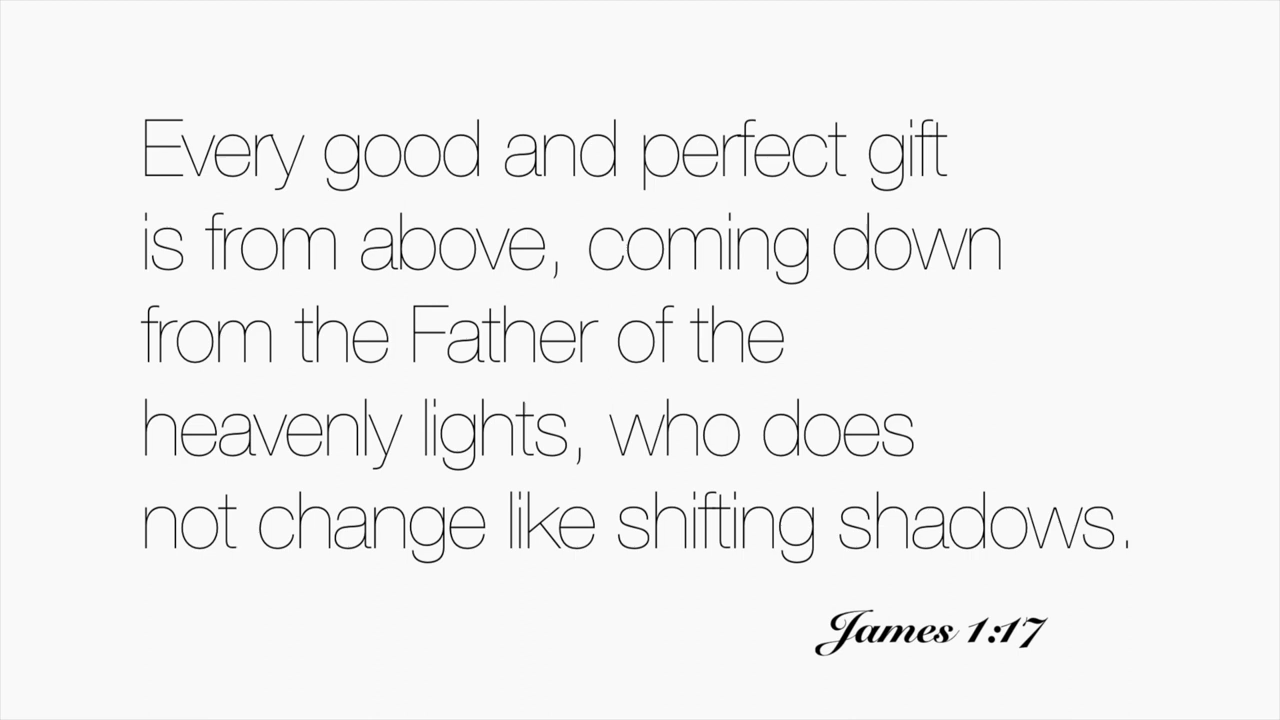 Every good and perfect gift
is from above, coming down
from the Father of the
heavenly lights, who does
not change like shifting shadows.
James 1:17